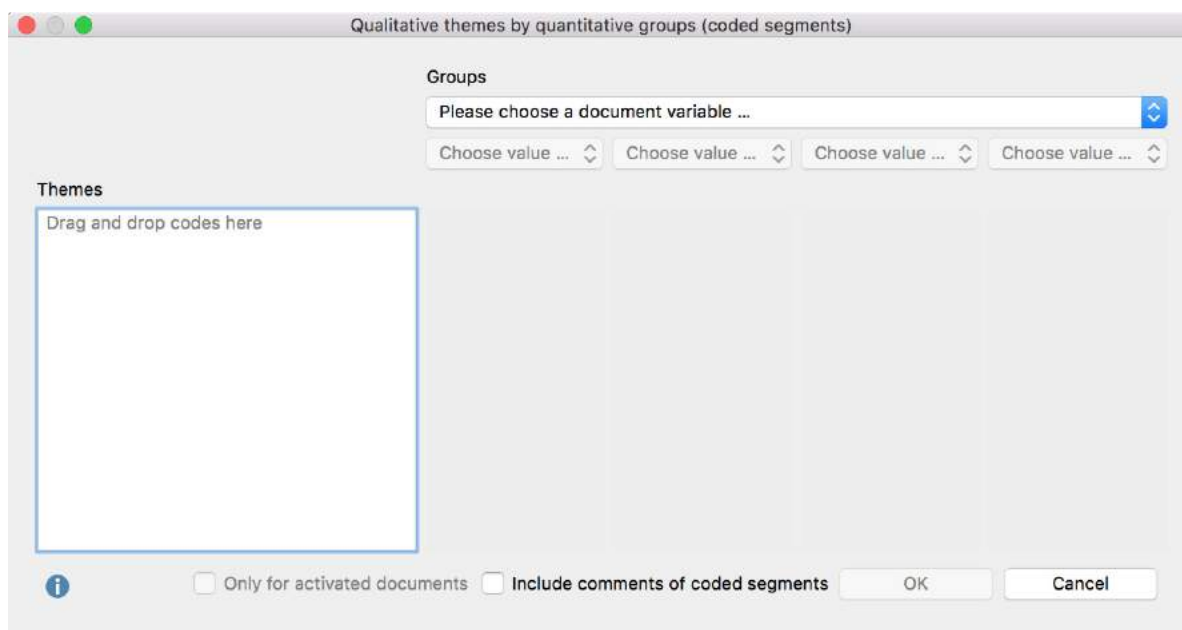 Qualitative themes by quantitative groups (coded segments)
Groups
Please choose a document variable ...
Choose value ... Choose value ... Choose value ... Choose value ...
Themes
Drag and drop codes here
Only for activated documents Include comments of coded segments OK Cancel